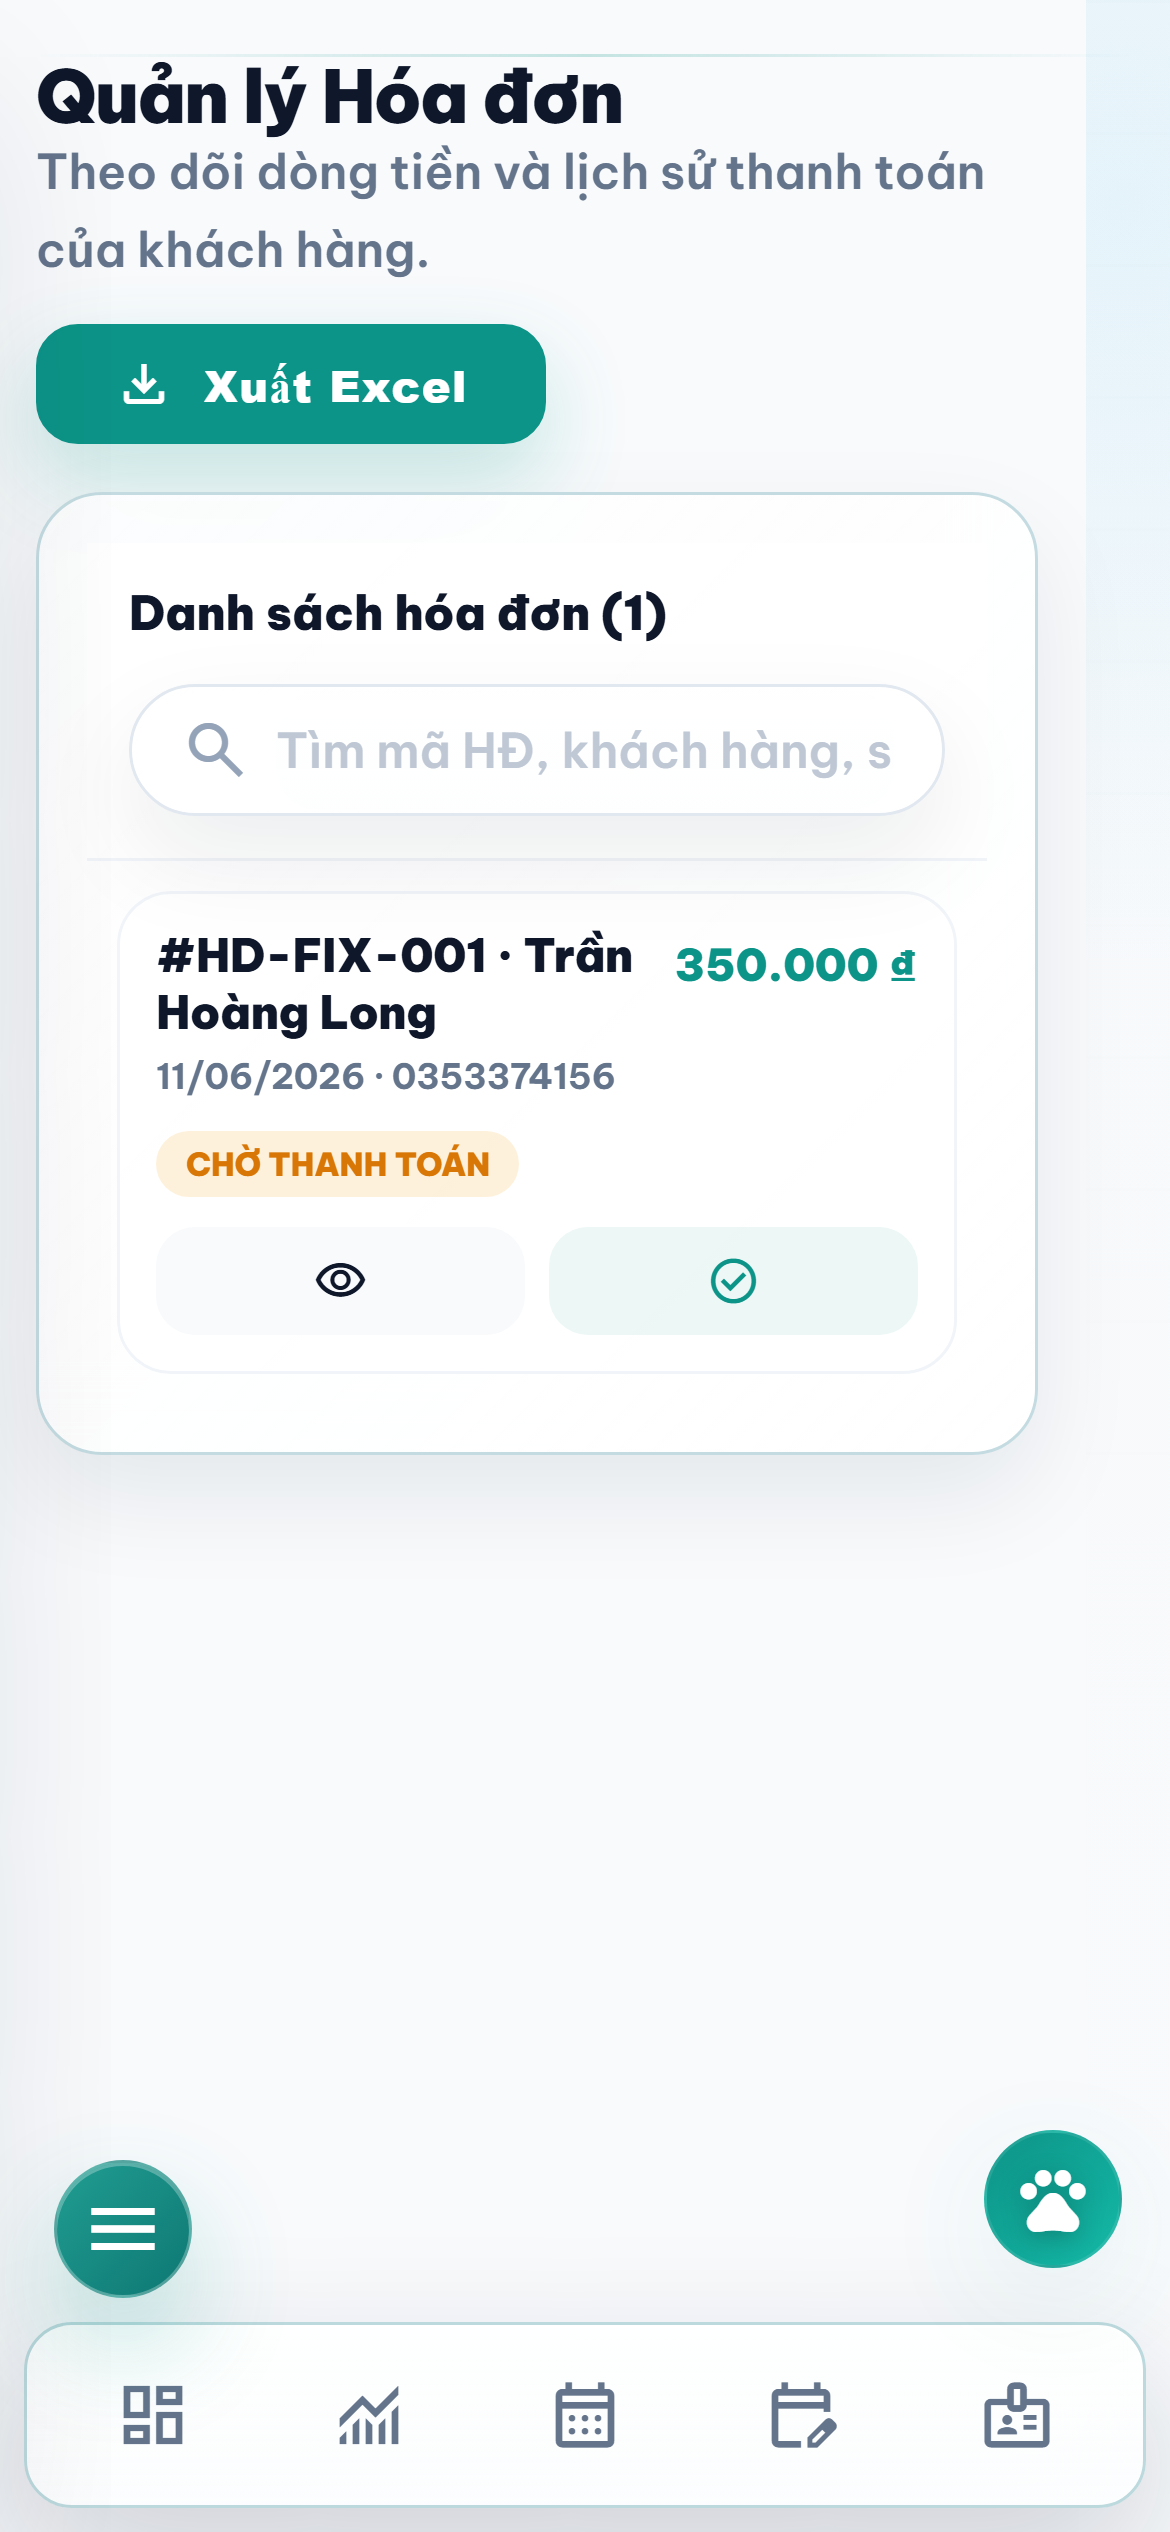 Quản lý Hóa đơn
Theo dõi dòng tiền và lịch sử thanh toán
của khách hàng.
Xuất Excel
Danh sách hóa đơn (1)
Tìm mã HĐ, khách hàng, s
#HD-FIX-001 · Trần
Hoàng Long
350.000 ₫
11/06/2026 · 0353374156
CHỜ THANH TOÁN